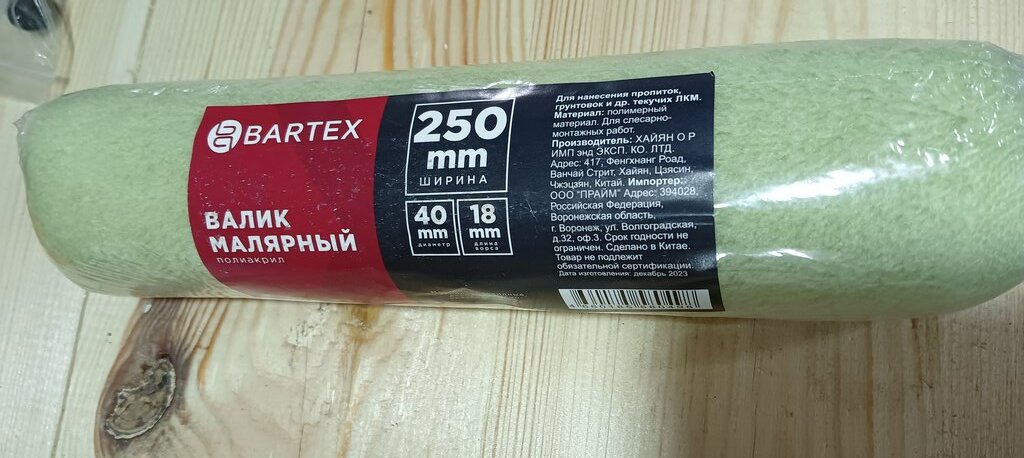 BARTEX
ВАЛИК
МАЛЯРНЫЙ
полиакрил
250
mm
ШИРИНА
40
mm
диаметр
18
mm
длина
ворса
Для нанесения пропиток,
грунтовок и др. текучих ЛКМ.
Материал: полимерный
материал. Для слесарно-
монтажных работ.
Производитель: ХАЙЯН О Р
ИМП энд ЭКСП. КО. ЛТД.
Адрес: 417, Фенгхнанг Роад,
Ванчай Стрит, Хайян, Цзясин,
Чжэцзян, Китай. Импортер:
ООО "ПРАЙМ" Адрес: 394028,
Российская Федерация,
Воронежская область,
г. Воронеж, ул. Волгоградская,
д.32, оф.3. Срок годности не
ограничен. Сделано в Китае.
Товар не подлежит
обязательной сертификации.
Дата изготовления: декабрь 2023